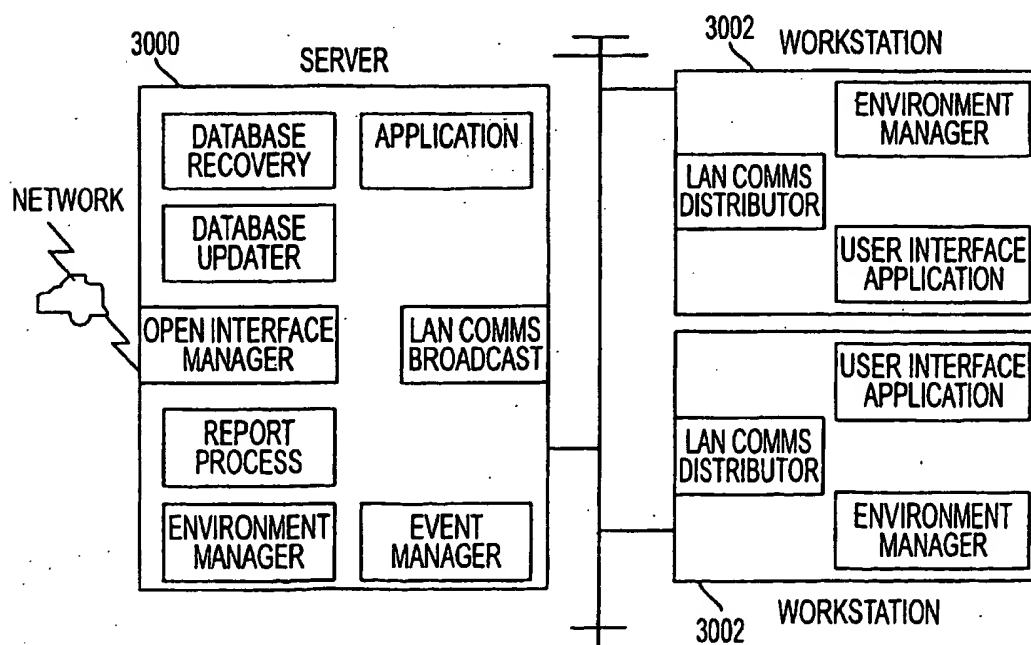 3000
SERVER
DATABASE
RECOVERY
APPLICATION
NETWORK
DATABASE
UPDATER
OPEN INTERFACE
MANAGER
LAN COMMS
BROADCAST
REPORT
PROCESS
ENVIRONMENT
MANAGER
EVENT
MANAGER
3002
WORKSTATION
ENVIRONMENT
MANAGER
LAN COMMS
DISTRIBUTOR
USER INTERFACE
APPLICATION
USER INTERFACE
APPLICATION
LAN COMMS
DISTRIBUTOR
ENVIRONMENT
MANAGER
3002
WORKSTATION